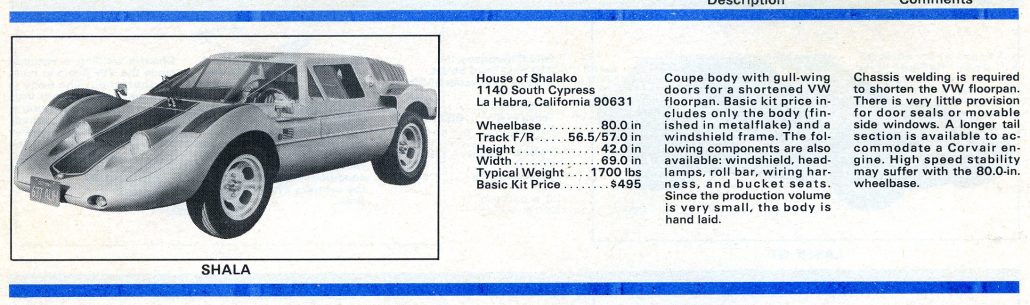 Description
Comments
SHALA
House of Shalako
1140 South Cypress
La Habra, California 90631
Wheelbase..........80.0 in
Track F/R .....56.5/57.0 in
Height ..............42.0 in
Width...............69.0 in
Typical Weight ....1700 lbs
Basic Kit Price ........$495
Coupe body with gull-wing
doors for a shortened VW
floorpan. Basic kit price in-
cludes only the body (fin-
ished in metalflake) and a
windshield frame. The fol-
lowing components are also
available: windshield, head-
lamps, roll bar, wiring har-
ness, and bucket seats.
Since the production volume
is very small, the body is
hand laid.
Chassis welding is required
to shorten the VW floorpan.
There is very little provision
for door seals or movable
side windows. A longer tail
section is available to ac-
commodate a Corvair en-
gine. High speed stability
may suffer with the 80.0-in.
wheelbase.